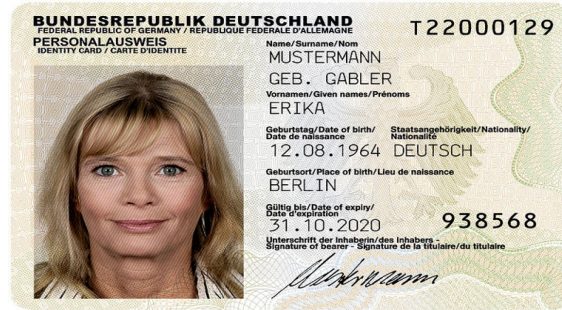 BUNDESREPUBLIK DEUTSCHLAND
FEDERAL REPUBLIC OF GERMANY / REPUBLIQUE FEDERALE D'ALLEMAGNE
PERSONALAUSWEIS
IDENTITY CARD / CARTE D'IDENTITE
T22000129
Name/Surname/Nom
MUSTERMANN
GEB. GABLER
Vornamen/Given names/Prénoms
ERIKA
Geburtstag/Date of birth/
Date de naissance
12.08.1964
Staatsangehörigkeit/Nationality/
Nationalité
DEUTSCH
Geburtsort/Place of birth/Lieu de naissance
BERLIN
Gültig bis/Date of expiry/
Date d'expiration
31.10.2020
938568
Unterschrift der Inhaberin/des Inhabers -
Signature of bearer - Signature de la titulaire/du titulaire
Mustermann